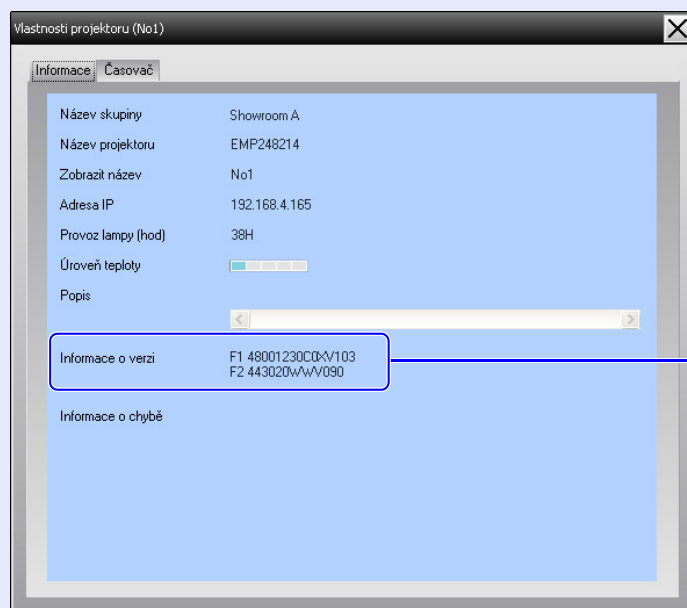 Vlastnosti projektoru (No1)
Informace Časovač
Název skupiny Showroom A
Název projektoru EMP248214
Zobrazit název No1
Adresa IP 192.168.4.165
Provoz lampy (hod) 38H
Úroveň teploty
Popis
Informace o verzi F1 48001230C0XV103
F2 443020WWV090
Informace o chybě